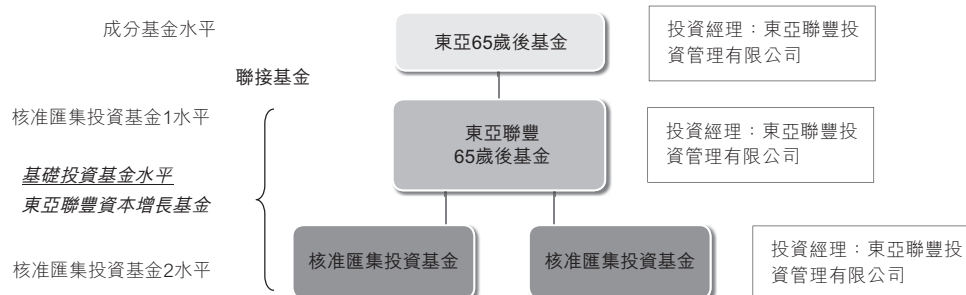 成分基金水平
東亞65歲後基金
投資經理：東亞聯豐投
資管理有限公司
聯接基金
核准匯集投資基金1水平
東亞聯豐
65歲後基金
投資經理：東亞聯豐投
資管理有限公司
基礎投資基金水平
東亞聯豐資本增長基金
核准匯集投資基金2水平
核准匯集投資基金
核准匯集投資基金
投資經理：東亞聯豐投
資管理有限公司